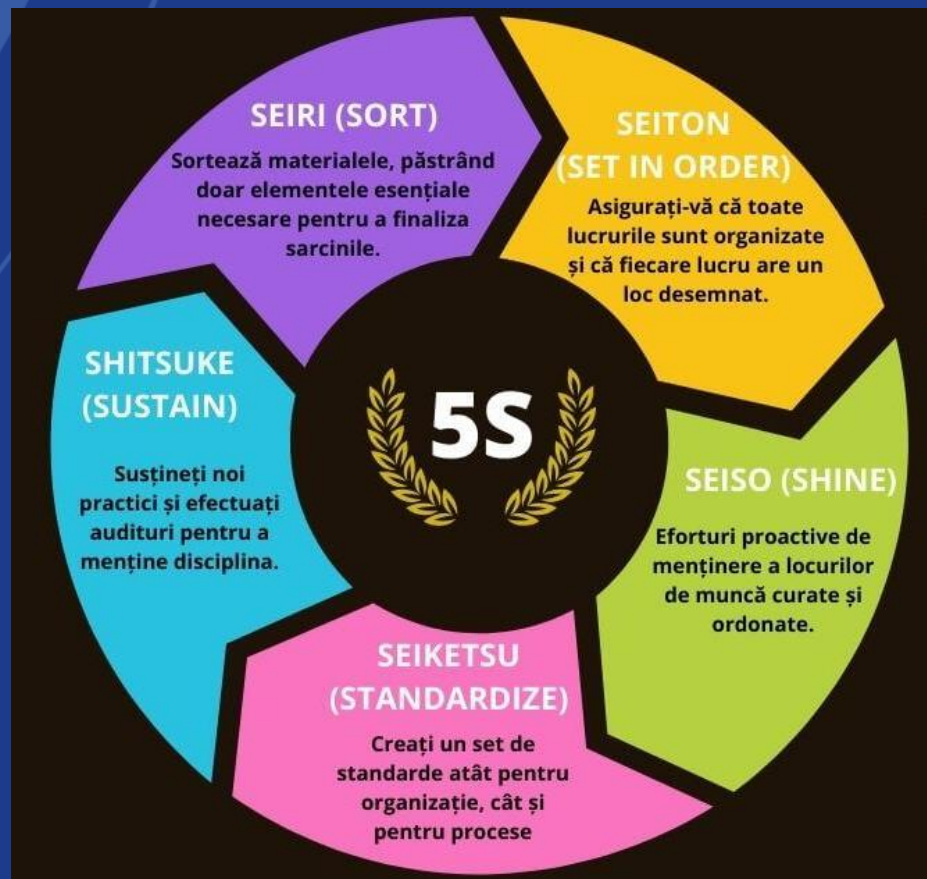 SEIRI (SORT)
Sortează materialele, păstrând
doar elementele esențiale
necesare pentru a finaliza
sarcinile.
SEITON
(SET IN ORDER)
Asigurați-vă că toate
lucrurile sunt organizate
și că fiecare lucru are un
loc desemnat.
SEISO (SHINE)
Eforturi proactive de
menținere a locurilor
de muncă curate și
ordonate.
SEIKETSU
(STANDARDIZE)
Creați un set de
standarde atât pentru
organizație, cât și
pentru procese
SHITSUKE
(SUSTAIN)
Susțineți noi
practici și efectuați
audituri pentru a
menține disciplina.
5S